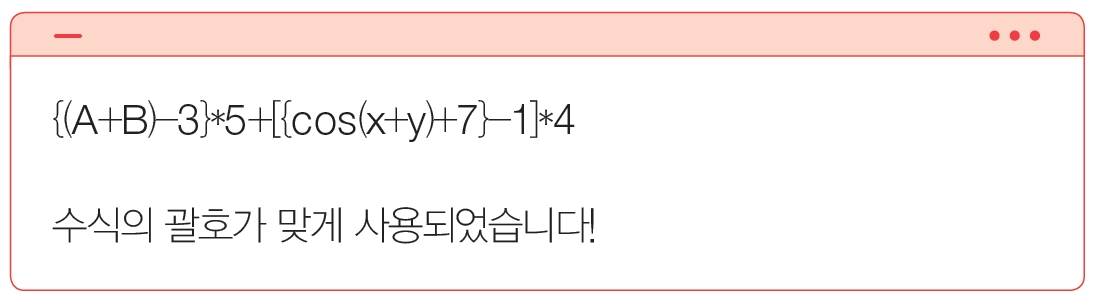 {(A+B)-3}*5+[{cos(x+y)+7}-1]*4
수식의 괄호가 맞게 사용되었습니다!